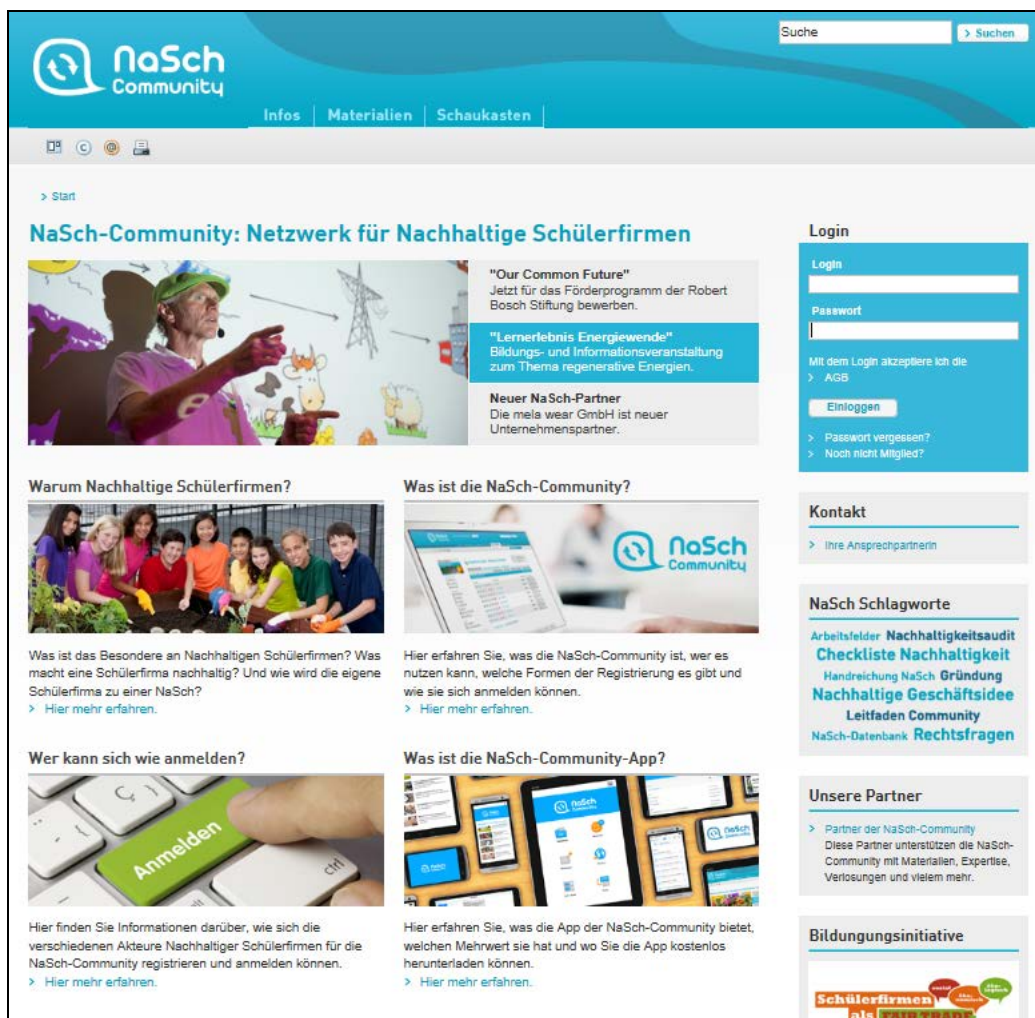 NaSch
Community
Suche
> Suchen
Infos
Materialien
Schaukasten
> Start
NaSch-Community: Netzwerk für Nachhaltige Schülerfirmen
"Our Common Future"
Jetzt für das Förderprogramm der Robert
Bosch Stiftung bewerben.
"Lernerlebnis Energiewende"
Bildungs- und Informationsveranstaltung
zum Thema regenerative Energien.
Neuer NaSch-Partner
Die mela wear GmbH ist neuer
Unternehmenspartner.
Warum Nachhaltige Schülerfirmen?
Was ist das Besondere an Nachhaltigen Schülerfirmen? Was
macht eine Schülerfirma nachhaltig? Und wie wird die eigene
Schülerfirma zu einer NaSch?
> Hier mehr erfahren.
Was ist die NaSch-Community?
NaSch
Community
Hier erfahren Sie, was die NaSch-Community ist, wer es
nutzen kann, welche Formen der Registrierung es gibt und
wie sie sich anmelden können.
> Hier mehr erfahren.
Wer kann sich wie anmelden?
Anmelden
ctrl
Hier finden Sie Informationen darüber, wie sich die
verschiedenen Akteure Nachhaltiger Schülerfirmen für die
NaSch-Community registrieren und anmelden können.
> Hier mehr erfahren.
Was ist die NaSch-Community-App?
NaSch
Community
Hier erfahren Sie, was die App der NaSch-Community bietet,
welchen Mehrwert sie hat und wo Sie die App kostenlos
herunterladen können.
> Hier mehr erfahren.
Login
Login
Passwort
Mit dem Login akzeptiere ich die
> AGB
Einloggen
> Passwort vergessen?
> Noch nicht Mitglied?
Kontakt
> Ihre Ansprechpartnerin
NaSch Schlagworte
Arbeitsfelder Nachhaltigkeitsaudit
Checkliste Nachhaltigkeit
Handreichung NaSch Gründung
Nachhaltige Geschäftsidee
Leitfaden Community
NaSch-Datenbank Rechtsfragen
Unsere Partner
> Partner der NaSch-Community
Diese Partner unterstützen die NaSch-
Community mit Materialien, Expertise,
Verlosungen und vielem mehr.
Bildungungsinitiative
Schülerfirmen
als FAIR TRADE